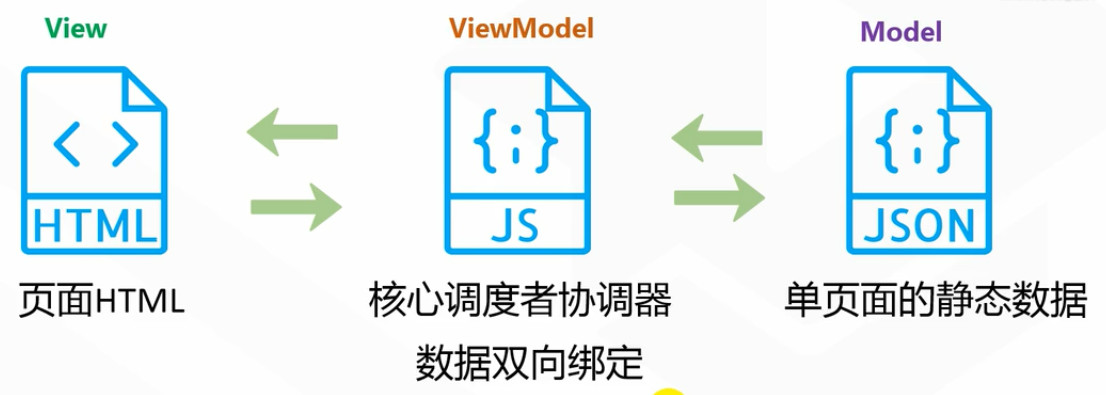 View
ViewModel
Model
< >
{;}
{;}
HTML
JS
JSON
页面HTML
核心调度者协调器
单页面的静态数据
数据双向绑定